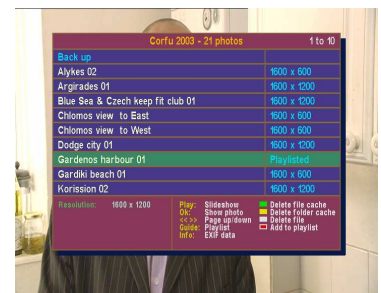 Corfu 2003 - 21 photos 1 to 10
Back up
Alykes 02 1600 x 600
Argirades 01 1600 x 1200
Blue Sea & Czech keep fit club 01 1600 x 1200
Chlomos view to East 1600 x 600
Chlomos view to West 1600 x 600
Dodge city 01 1600 x 1200
Gardenos harbour 01 Playlisted
Gardiki beach 01 1600 x 600
Korission 02 1600 x 1200
Resolution: 1600 x 1200
Play: Slideshow Delete file cache
Ok: Show photo Delete folder cache
<< >> Page up/down Delete file
Guide: Playlist Add to playlist
Info: EXIF data